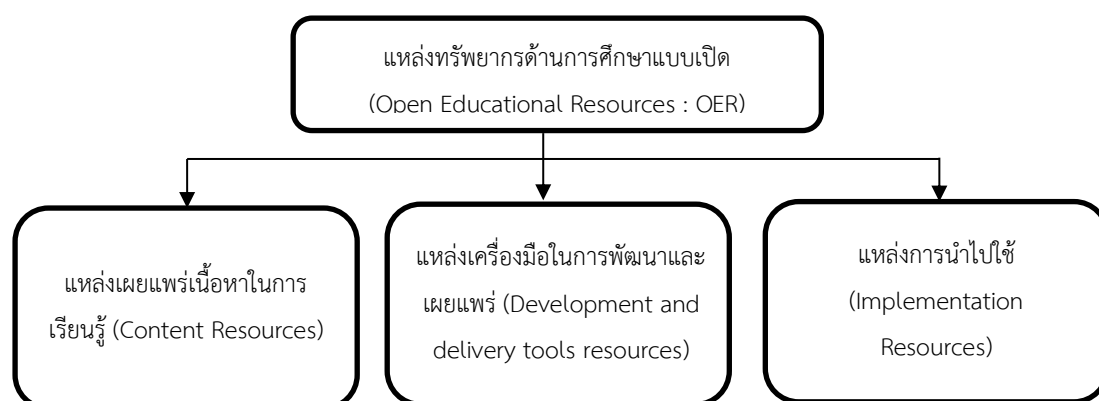 แหล่งทรัพยากรด้านการศึกษาแบบเปิด
(Open Educational Resources : OER)
แหล่งเผยแพร่เนื้อหาในการ
เรียนรู้ (Content Resources)
แหล่งเครื่องมือในการพัฒนาและ
เผยแพร่ (Development and
delivery tools resources)
แหล่งการนำไปใช้
(Implementation
Resources)